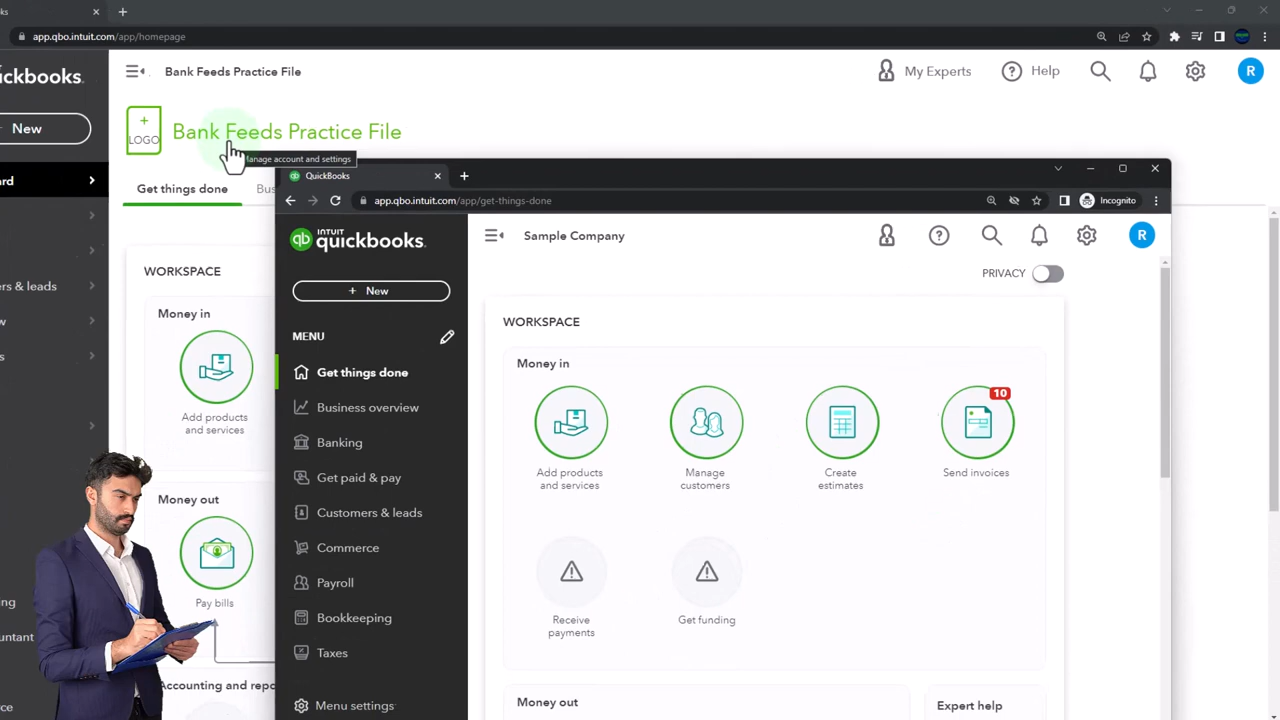 app.qbo.intuit.com/app/homepage
Bank Feeds Practice File
My Experts
Help
R
New
+
LOGO
Bank Feeds Practice File
Manage account and settings
Get things done
WORKSPACE
Money in
Add products
and services
Money out
Pay bills
QuickBooks
app.qbo.intuit.com/app/get-things-done
Incognito
INTUIT
quickbooks.
Sample Company
R
+ New
PRIVACY
MENU
Get things done
Business overview
Banking
Get paid & pay
Customers & leads
Commerce
Payroll
Bookkeeping
Taxes
Menu settings
WORKSPACE
Money in
10
Add products
and services
Manage
customers
Create
estimates
Send invoices
Receive
payments
Get funding
Money out
Expert help